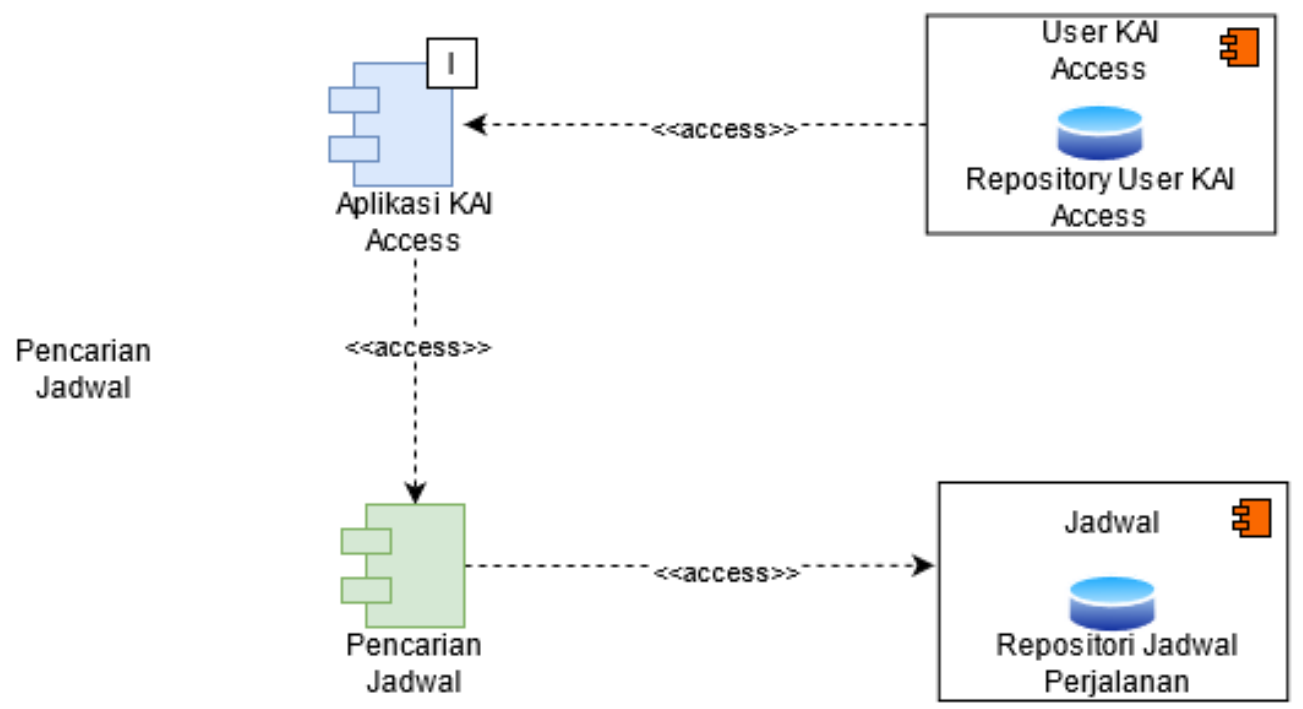 User KAI
Access
I
<<access>>
Repository User KAI
Access
Aplikasi KAI
Access
<<access>>
Pencarian
Jadwal
Jadwal
<<access>>
Pencarian
Jadwal
Repositori Jadwal
Perjalanan